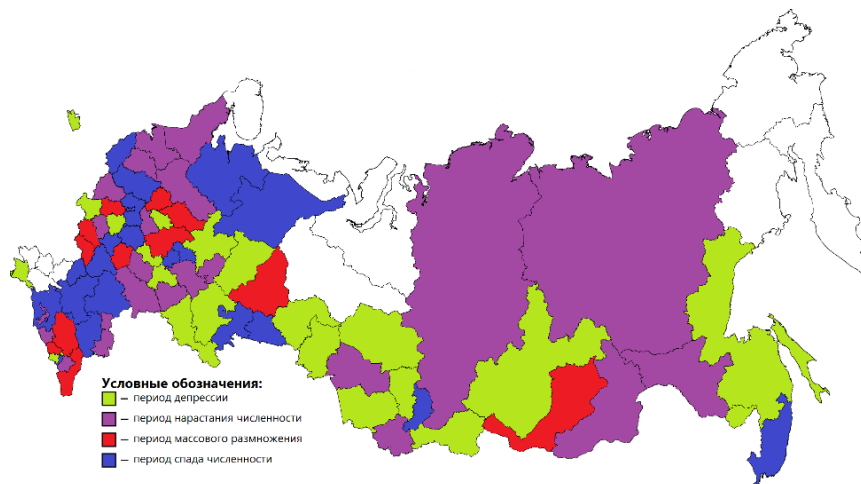 Условные обозначения:
– период депрессии
– период нарастания численности
– период массового размножения
– период спада численности